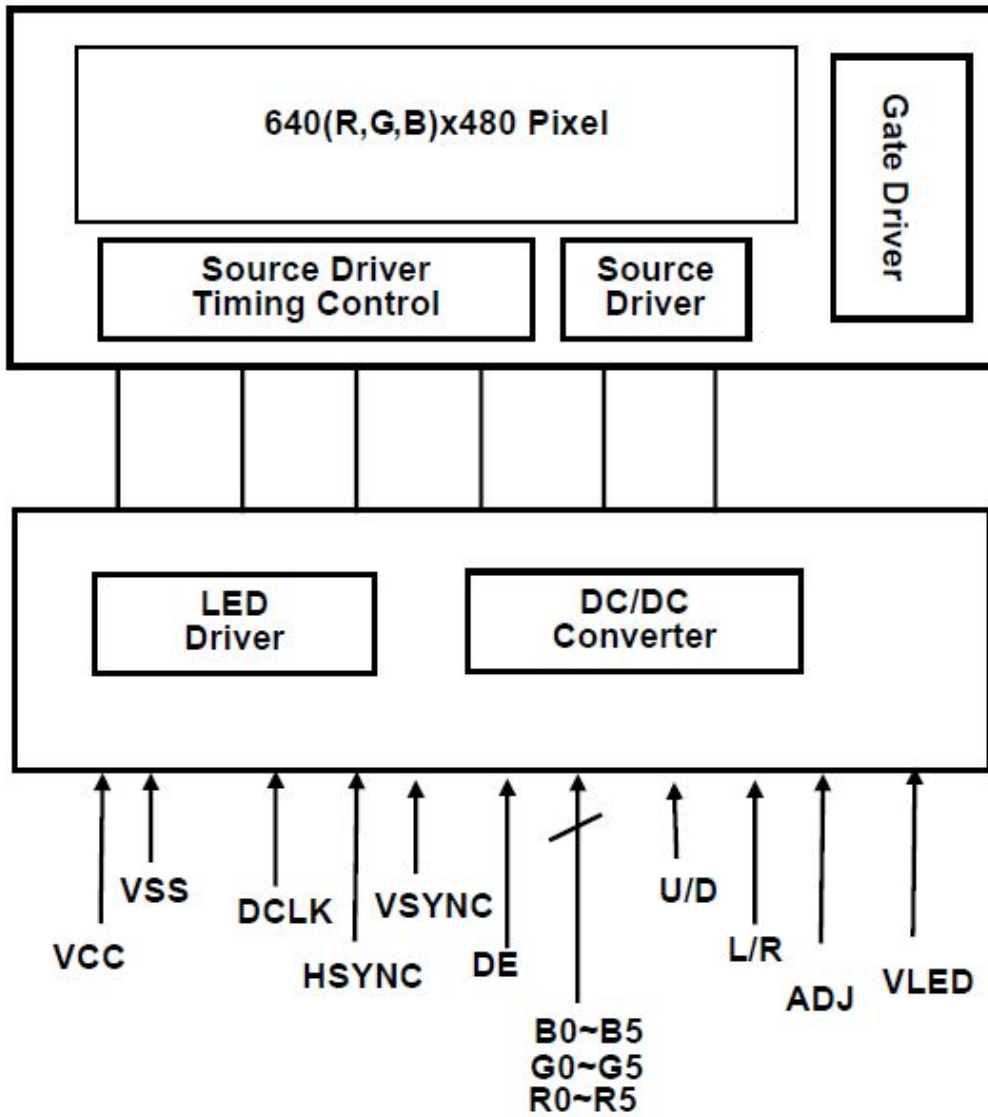 640(R,G,B)x480 Pixel
Gate Driver
Source Driver
Timing Control
Source
Driver
LED
Driver
DC/DC
Converter
VCC
VSS
DCLK
HSYNC
VSYNC
DE
B0~B5
G0~G5
R0~R5
U/D
L/R
ADJ
VLED